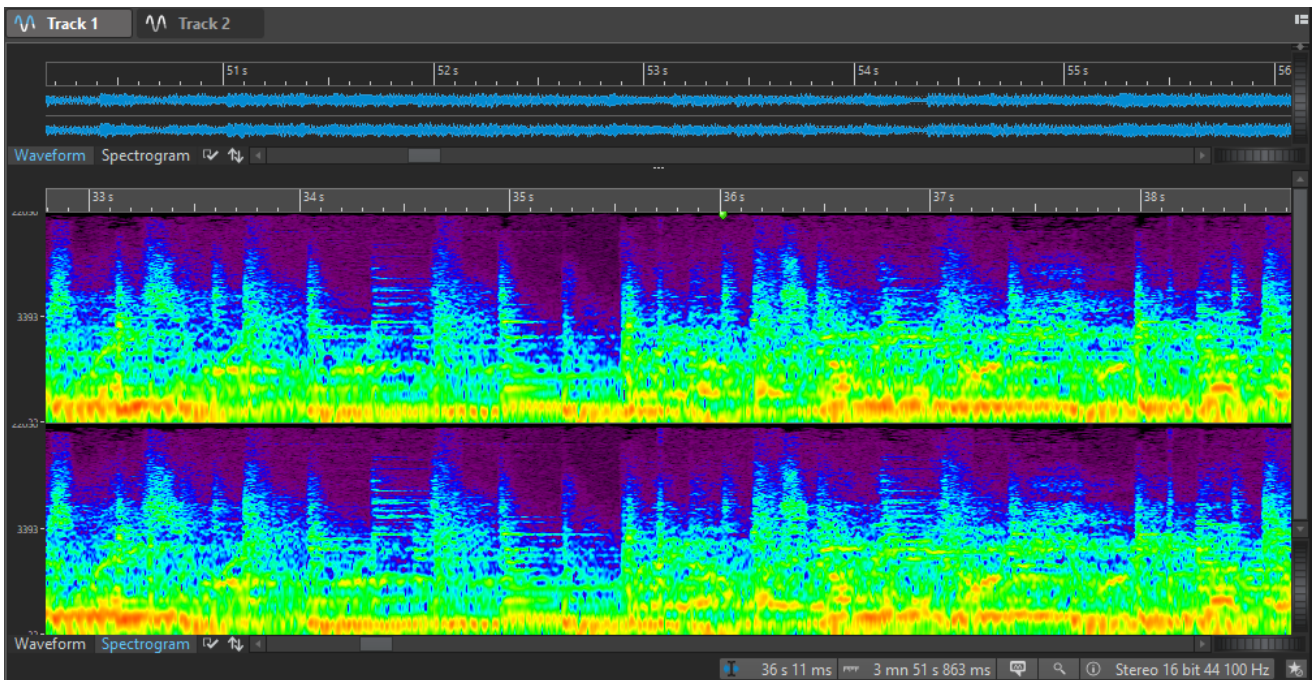 Track 1 Track 2
51 s 52 s 53 s 54 s 55 s 56
Waveform Spectrogram
33 s 34 s 35 s 36 s 37 s 38 s
3393
3393
Waveform Spectrogram
36 s 11 ms 3 mn 51 s 863 ms Stereo 16 bit 44 100 Hz